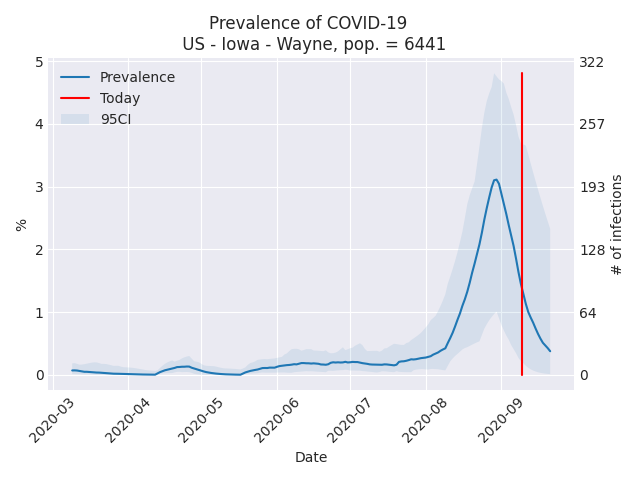 Prevalence of COVID-19
US - Iowa - Wayne, pop. = 6441
Prevalence
Today
95CI
5
4
3
2
1
0
%
322
257
193
128
64
0
# of infections
2020-03
2020-04
2020-05
2020-06
2020-07
2020-08
2020-09
Date